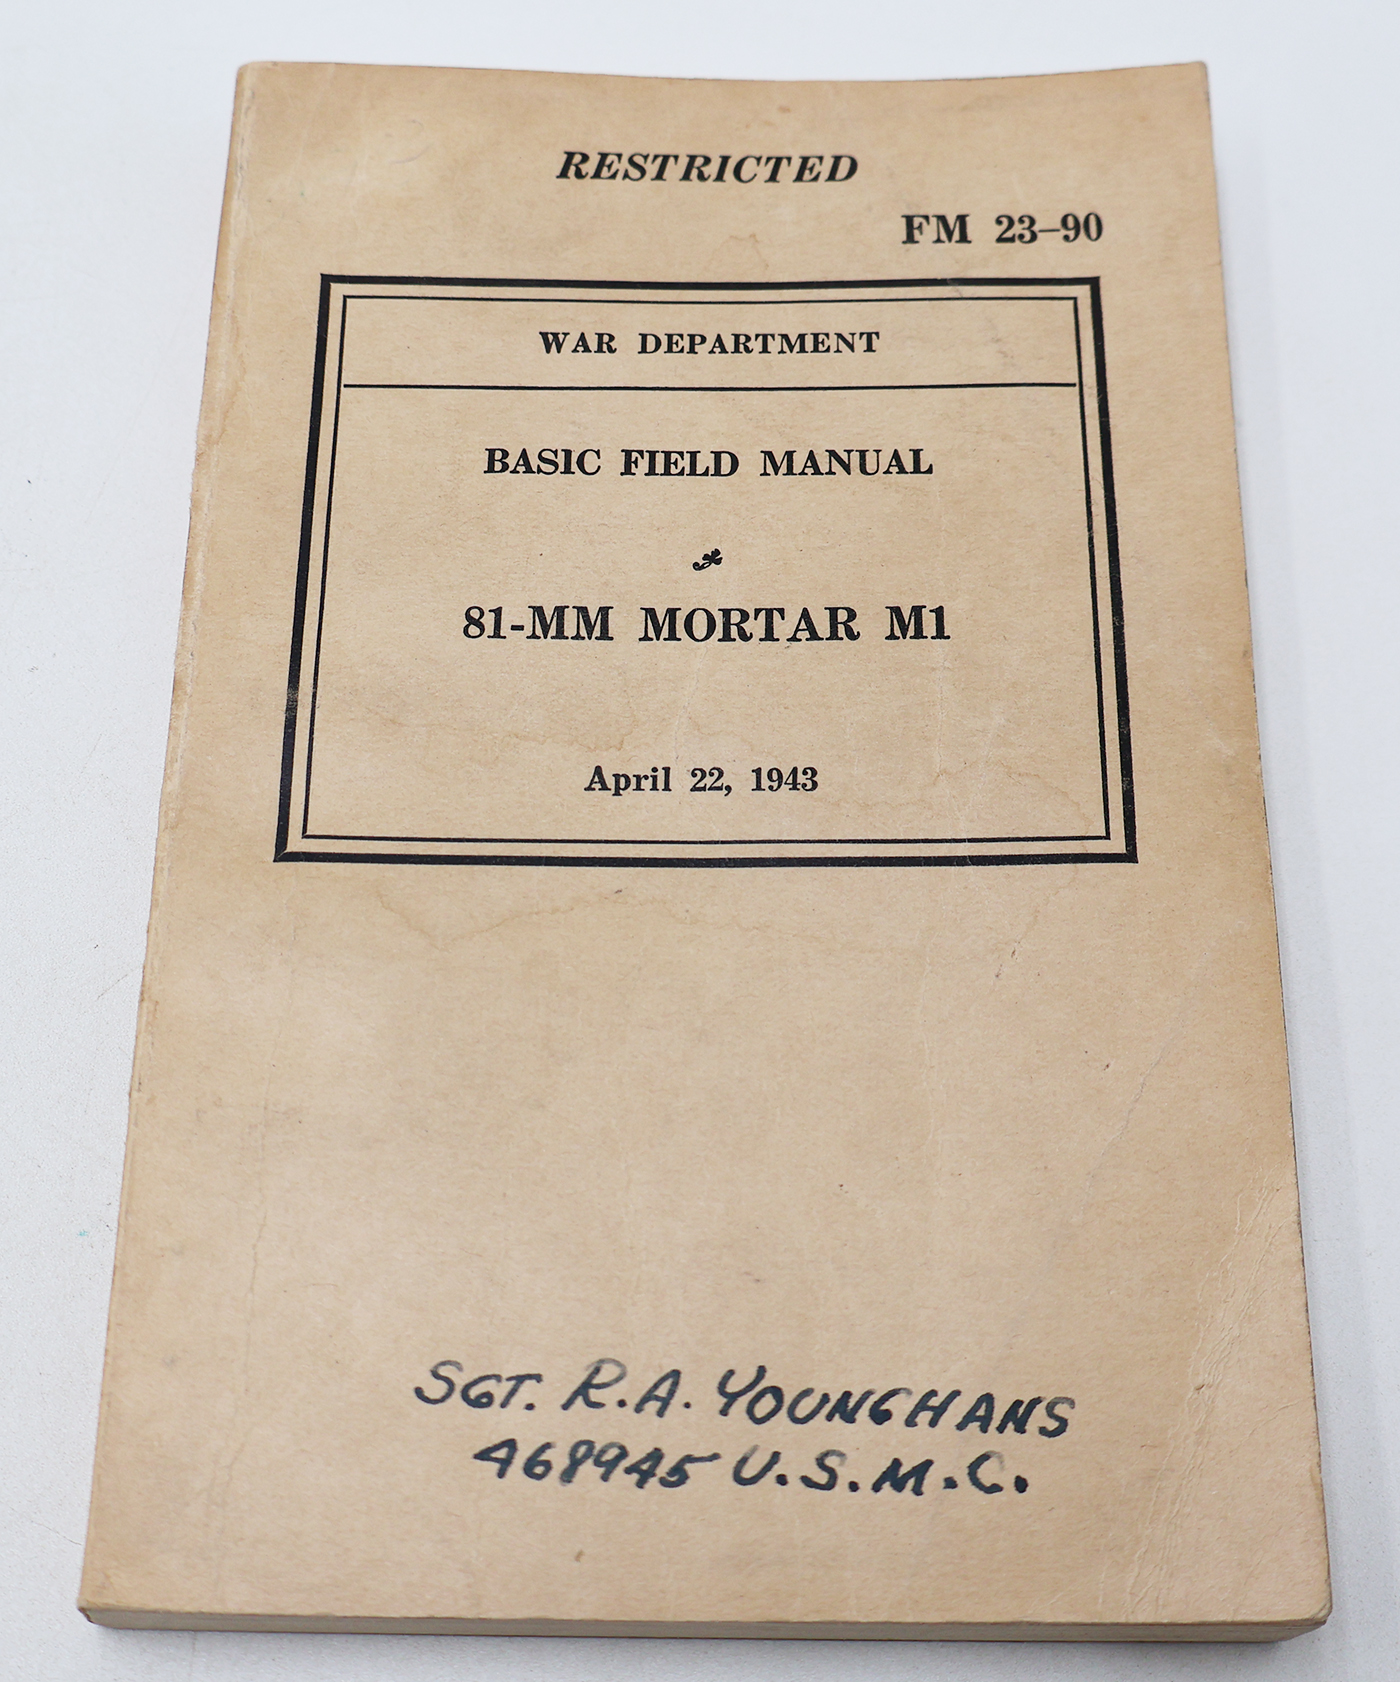 RESTRICTED
FM 23–90
WAR DEPARTMENT
BASIC FIELD MANUAL
81-MM MORTAR M1
April 22, 1943
SGT. R.A. YOUNGHANS
468945 U.S.M.C.